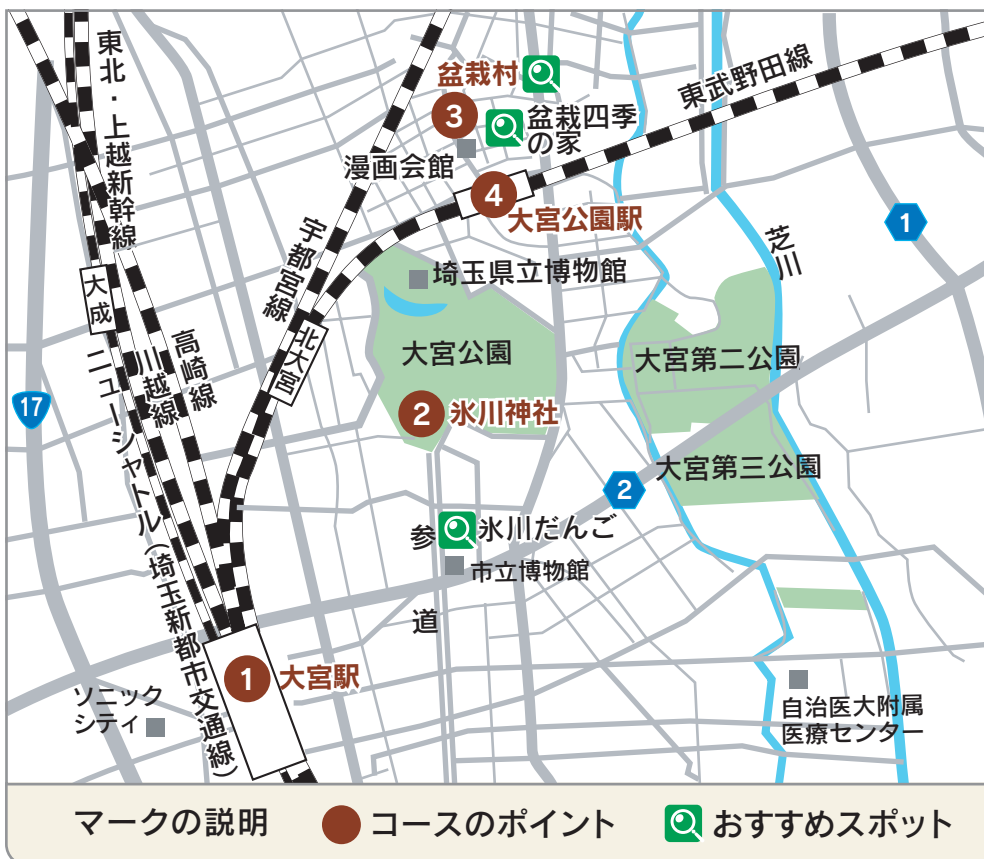 東北・上越新幹線
盆栽村
3
盆栽四季
の家
漫画会館
東武野田線
4
大宮公園駅
1
芝川
宇都宮線
埼玉県立博物館
大成
高崎線
川越線
ニューシャトル(埼玉新都市交通線)
北大宮
大宮公園
大宮第二公園
17
2
氷川神社
大宮第三公園
2
参道
氷川だんご
市立博物館
1
大宮駅
ソニック
シティ
自治医大附属
医療センター
マークの説明
コースのポイント
おすすめスポット